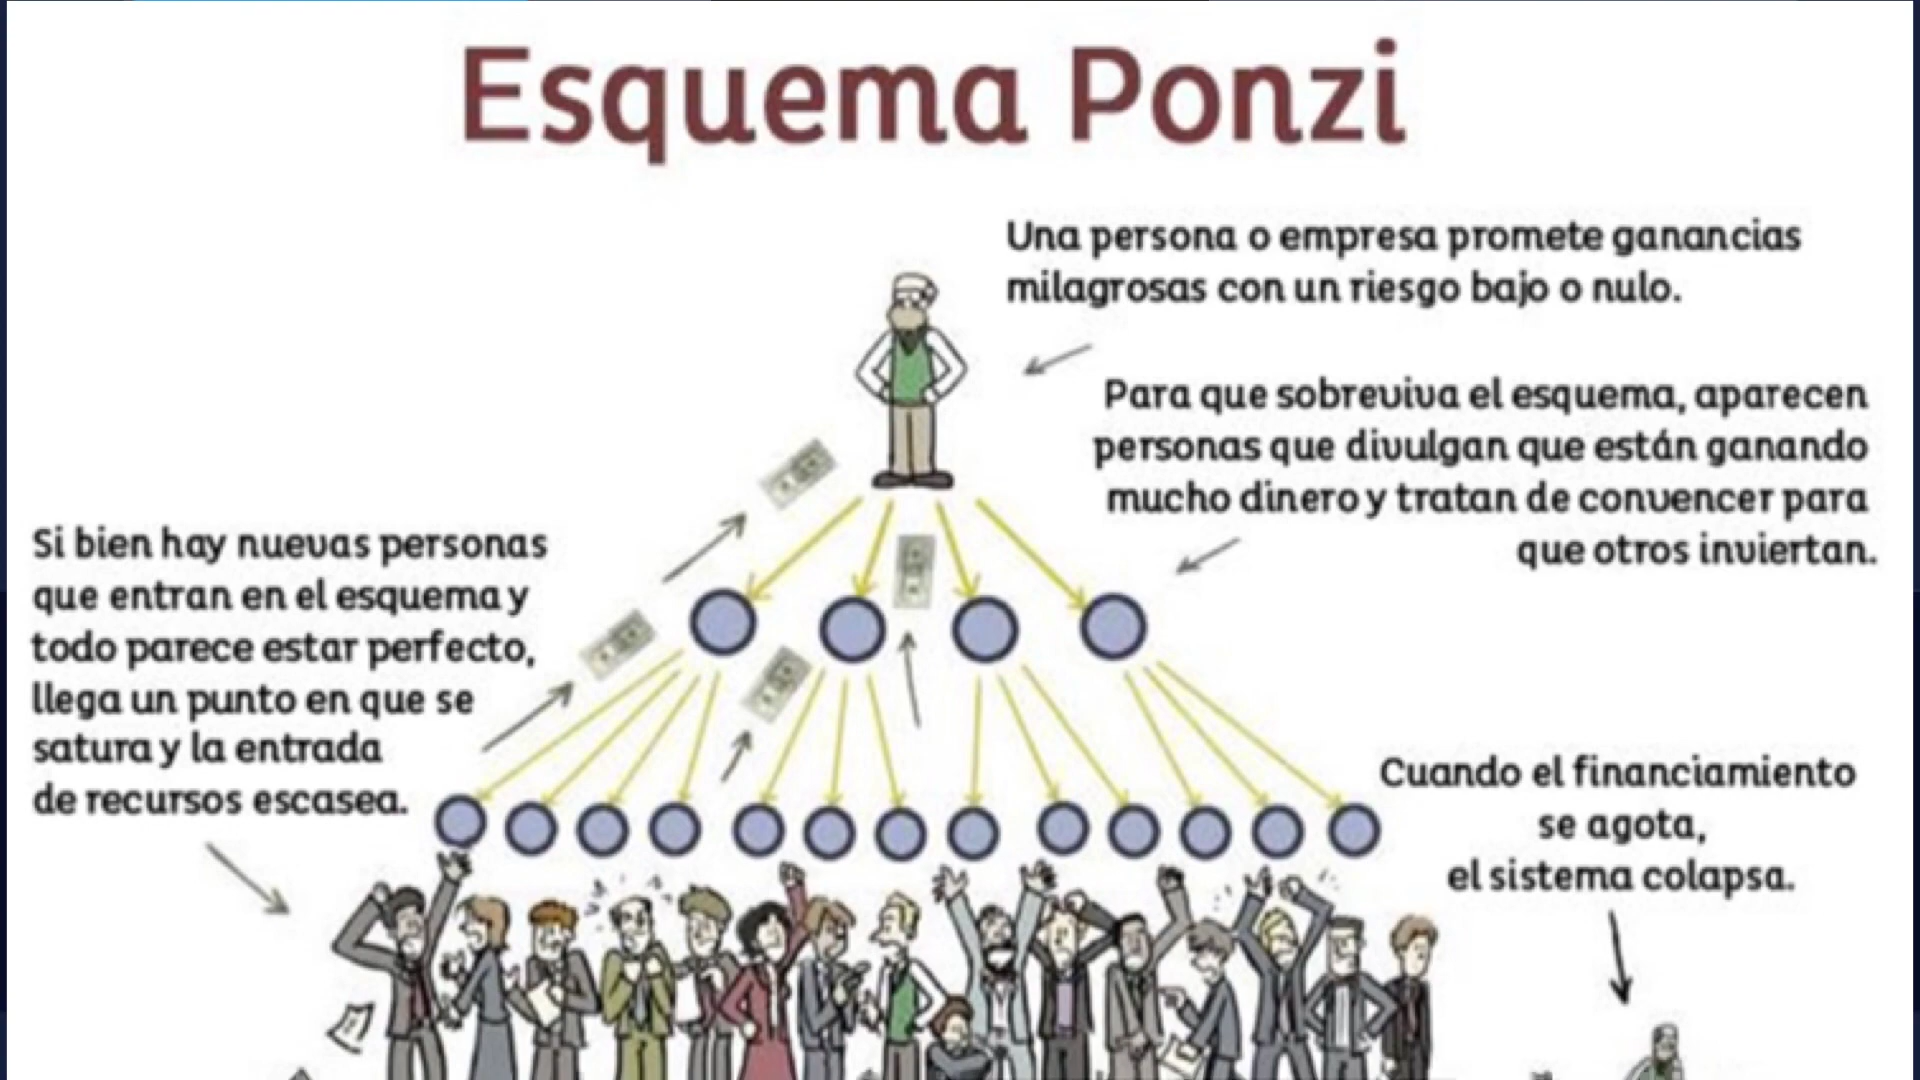 Esquema Ponzi
Una persona o empresa promete ganancias
milagrosas con un riesgo bajo o nulo.
Para que sobreviva el esquema, aparecen
personas que divulgan que están ganando
mucho dinero y tratan de convencer para
que otros inviertan.
Si bien hay nuevas personas
que entran en el esquema y
todo parece estar perfecto,
llega un punto en que se
satura y la entrada
de recursos escasea.
Cuando el financiamiento
se agota,
el sistema colapsa.